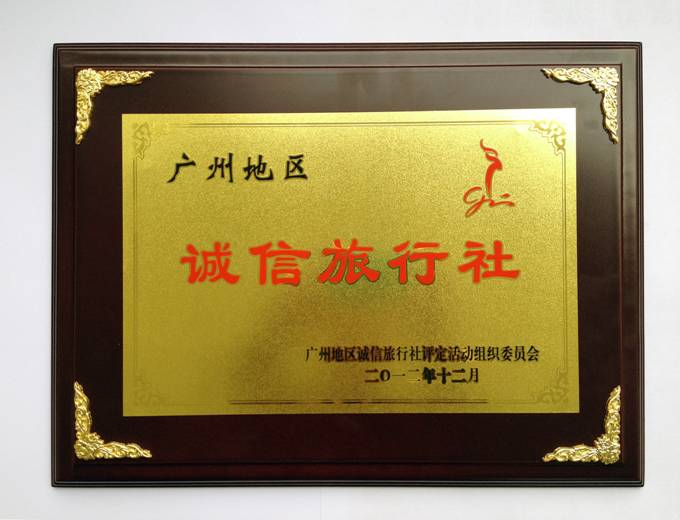 广州地区
诚信旅行社
广州地区诚信旅行社评定活动组织委员会
二〇一二年十二月